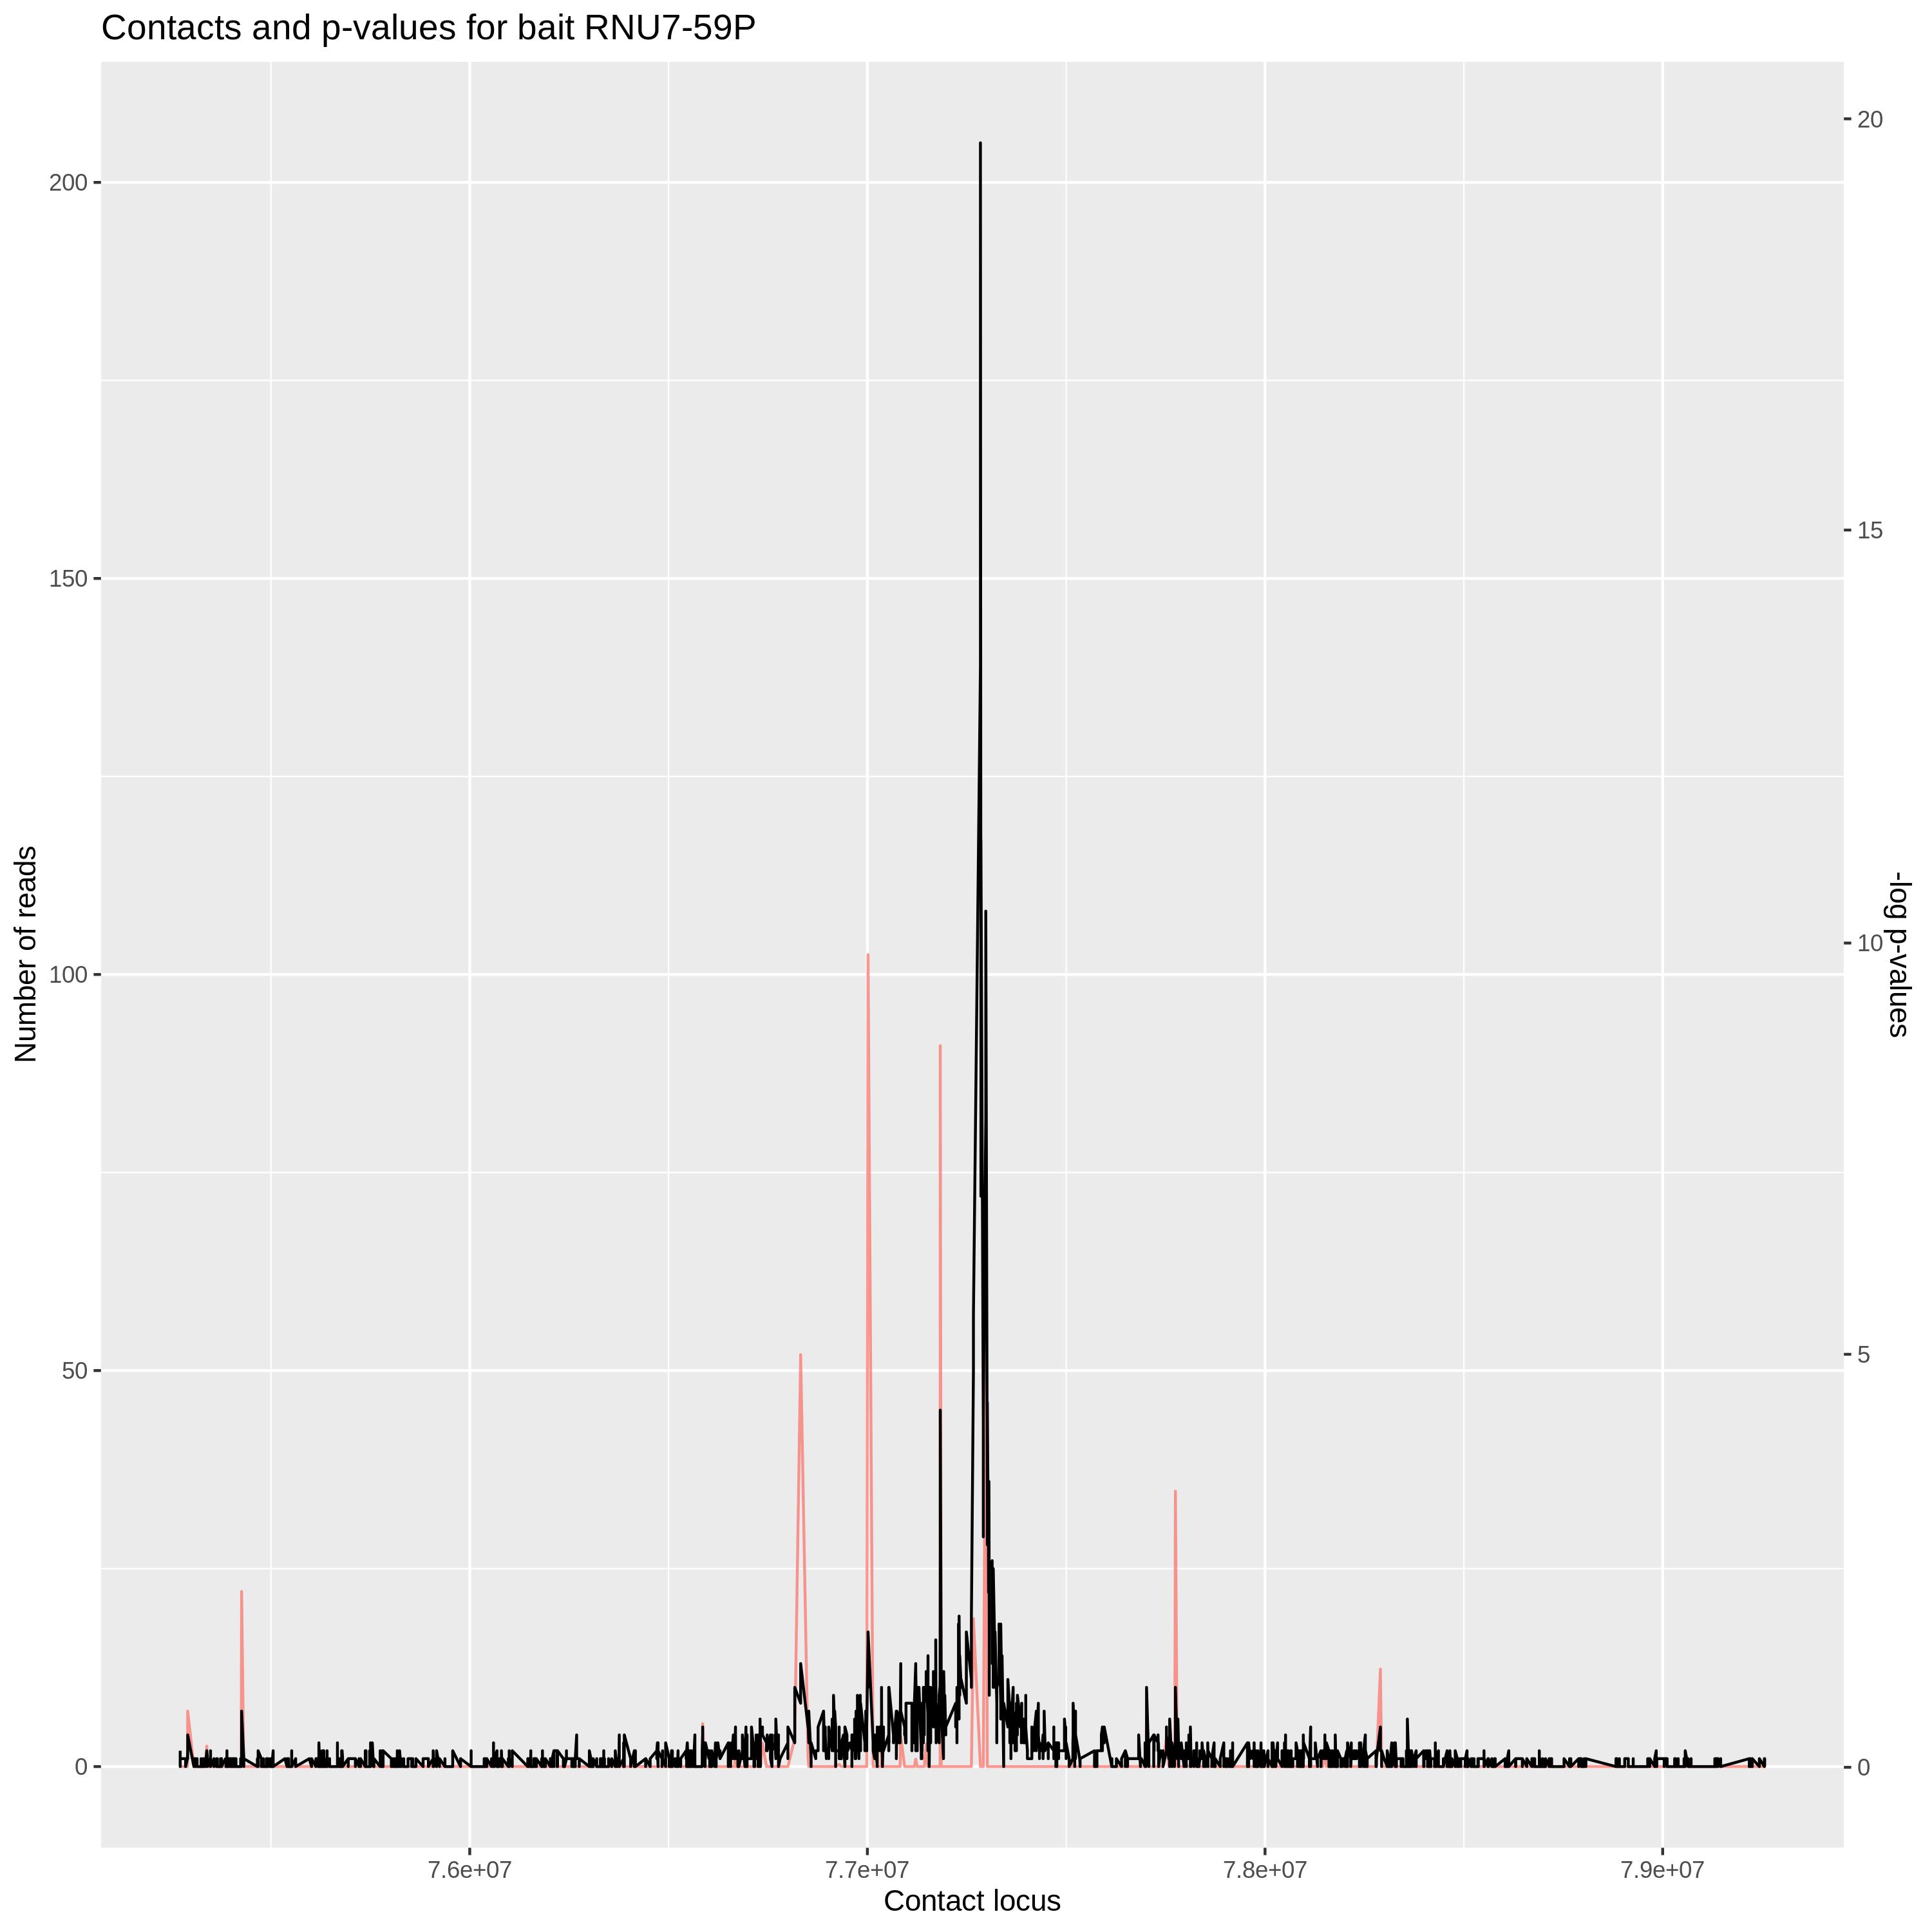 Contacts and p-values for bait RNU7-59P
200
150
100
50
0
20
15
10
5
0
Number of reads
-log p-values
7.6e+07 7.7e+07 7.8e+07 7.9e+07
Contact locus